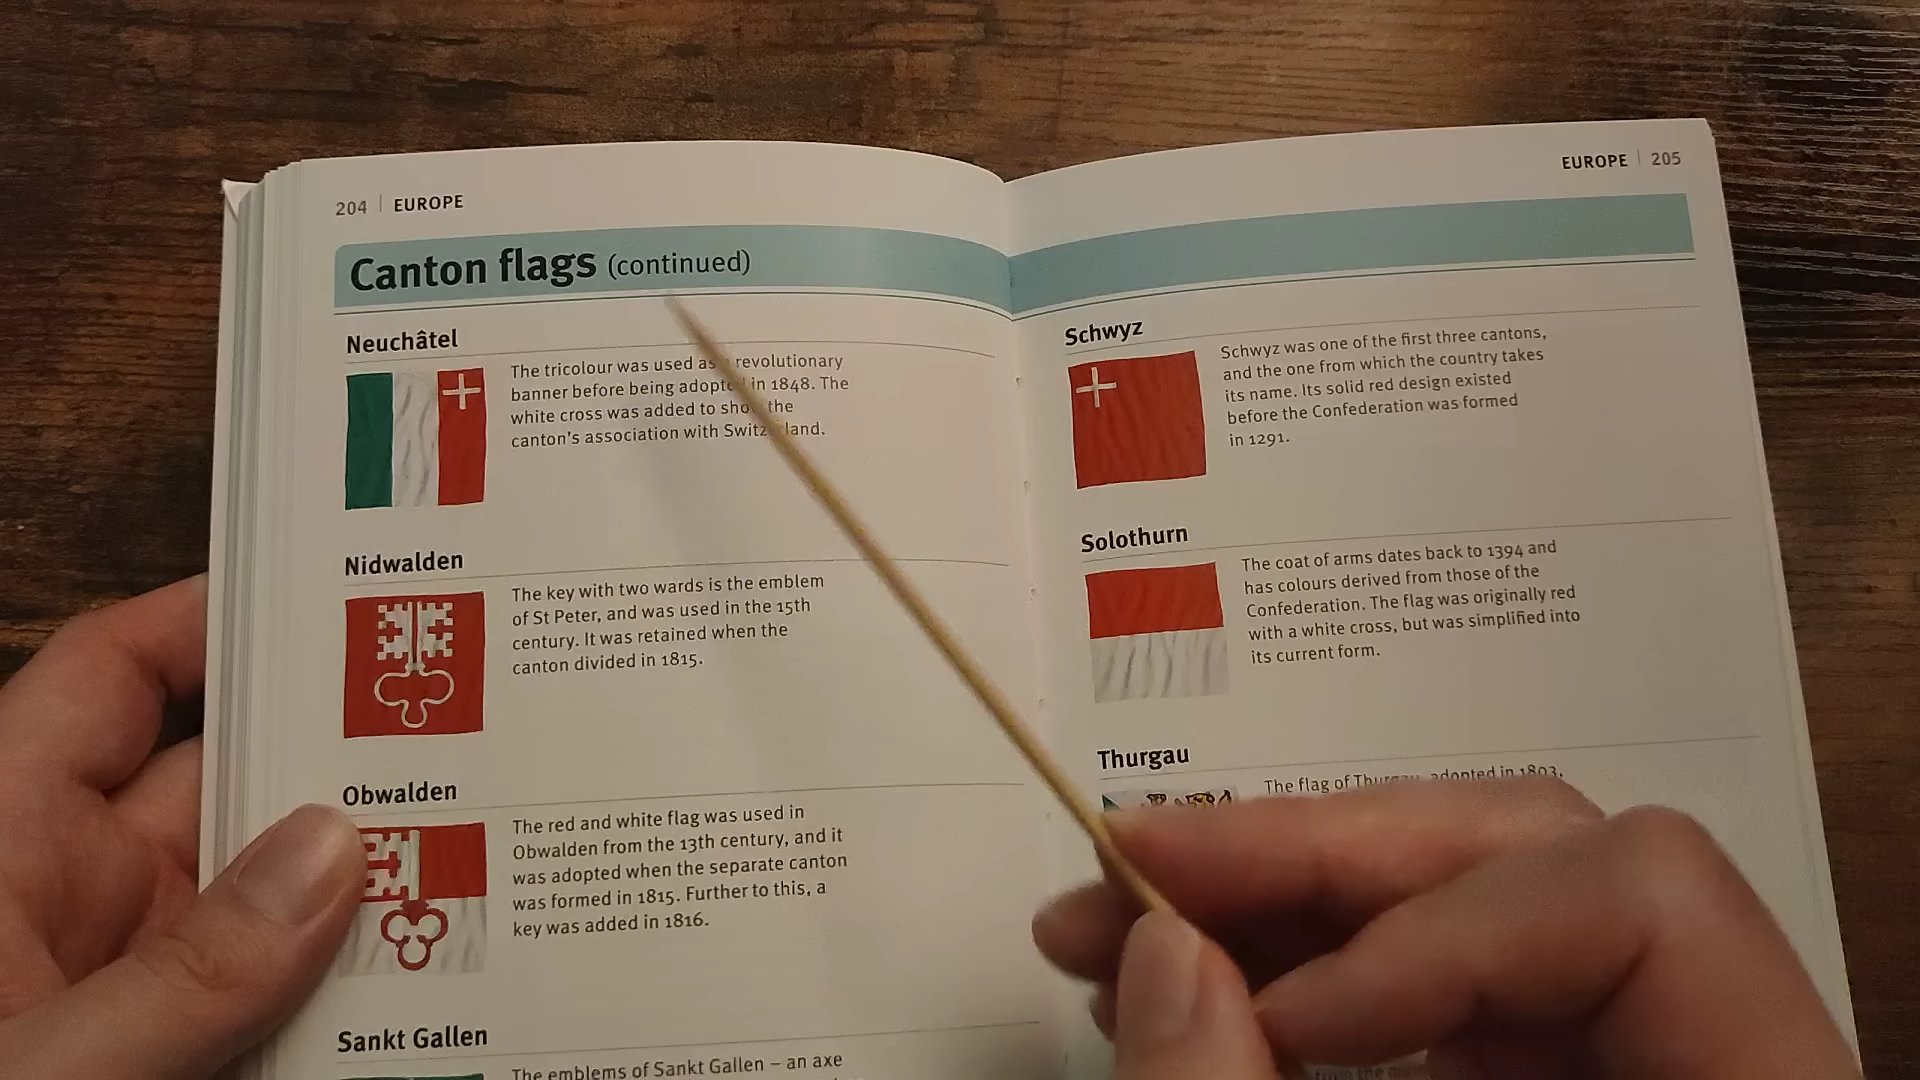 204 | EUROPE
Canton flags (continued)
Neuchâtel
The tricolour was used as revolutionary
banner before being adopted in 1848. The
white cross was added to show the
canton's association with Switzerland.
Nidwalden
The key with two wards is the emblem
of St Peter, and was used in the 15th
century. It was retained when the
canton divided in 1815.
Obwalden
The red and white flag was used in
Obwalden from the 13th century, and it
was adopted when the separate canton
was formed in 1815. Further to this, a
key was added in 1816.
Sankt Gallen
The emblems of Sankt Gallen – an axe
EUROPE | 205
Schwyz
Schwyz was one of the first three cantons,
and the one from which the country takes
its name. Its solid red design existed
before the Confederation was formed
in 1291.
Solothurn
The coat of arms dates back to 1394 and
has colours derived from those of the
Confederation. The flag was originally red
with a white cross, but was simplified into
its current form.
Thurgau
The flag of Thurgau, adopted in 1803,